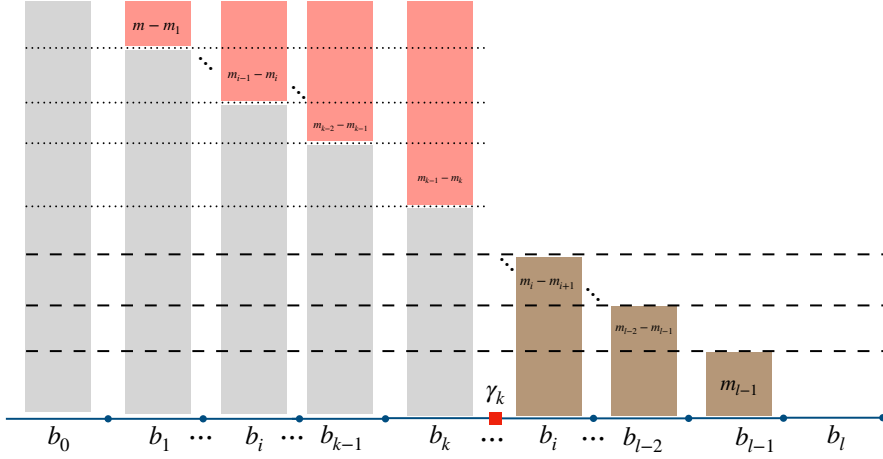 m − m₁
mᵢ₋₁ − mᵢ
mₖ₋₂ − mₖ₋₁
mₖ₋₁ − mₖ
mᵢ − mᵢ₊₁
mₗ₋₂ − mₗ₋₁
mₗ₋₁
γₖ
b₀ b₁ ... bᵢ ... bₖ₋₁ bₖ ... bᵢ ... bₗ₋₂ bₗ₋₁ bₗ